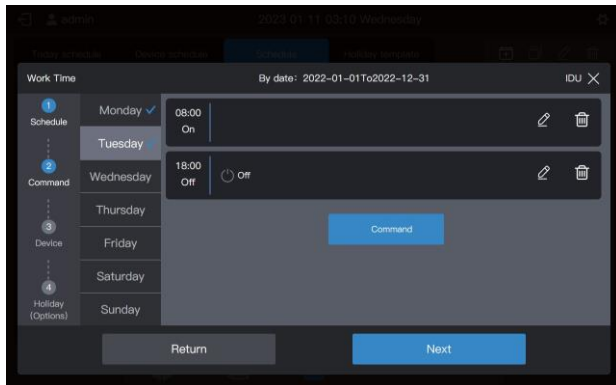 admin
2023-01-11 03:10 Wednesday
Today schedule Device schedule Schedule Holiday template
Work Time
By date: 2022-01-01To2022-12-31
IDU
1
Schedule
2
Command
3
Device
4
Holiday
(Options)
Monday
Tuesday
Wednesday
Thursday
Friday
Saturday
Sunday
08:00
On
18:00
Off
Off
Command
Return
Next